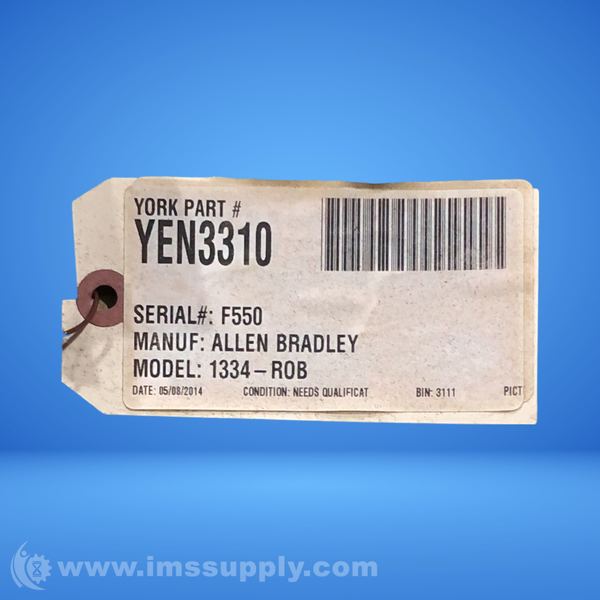 YORK PART #
YEN3310
SERIAL#: F550
MANUF: ALLEN BRADLEY
MODEL: 1334-ROB
DATE: 05/08/2014 CONDITION: NEEDS QUALIFICAT BIN: 3111 PICT
www.imssupply.com